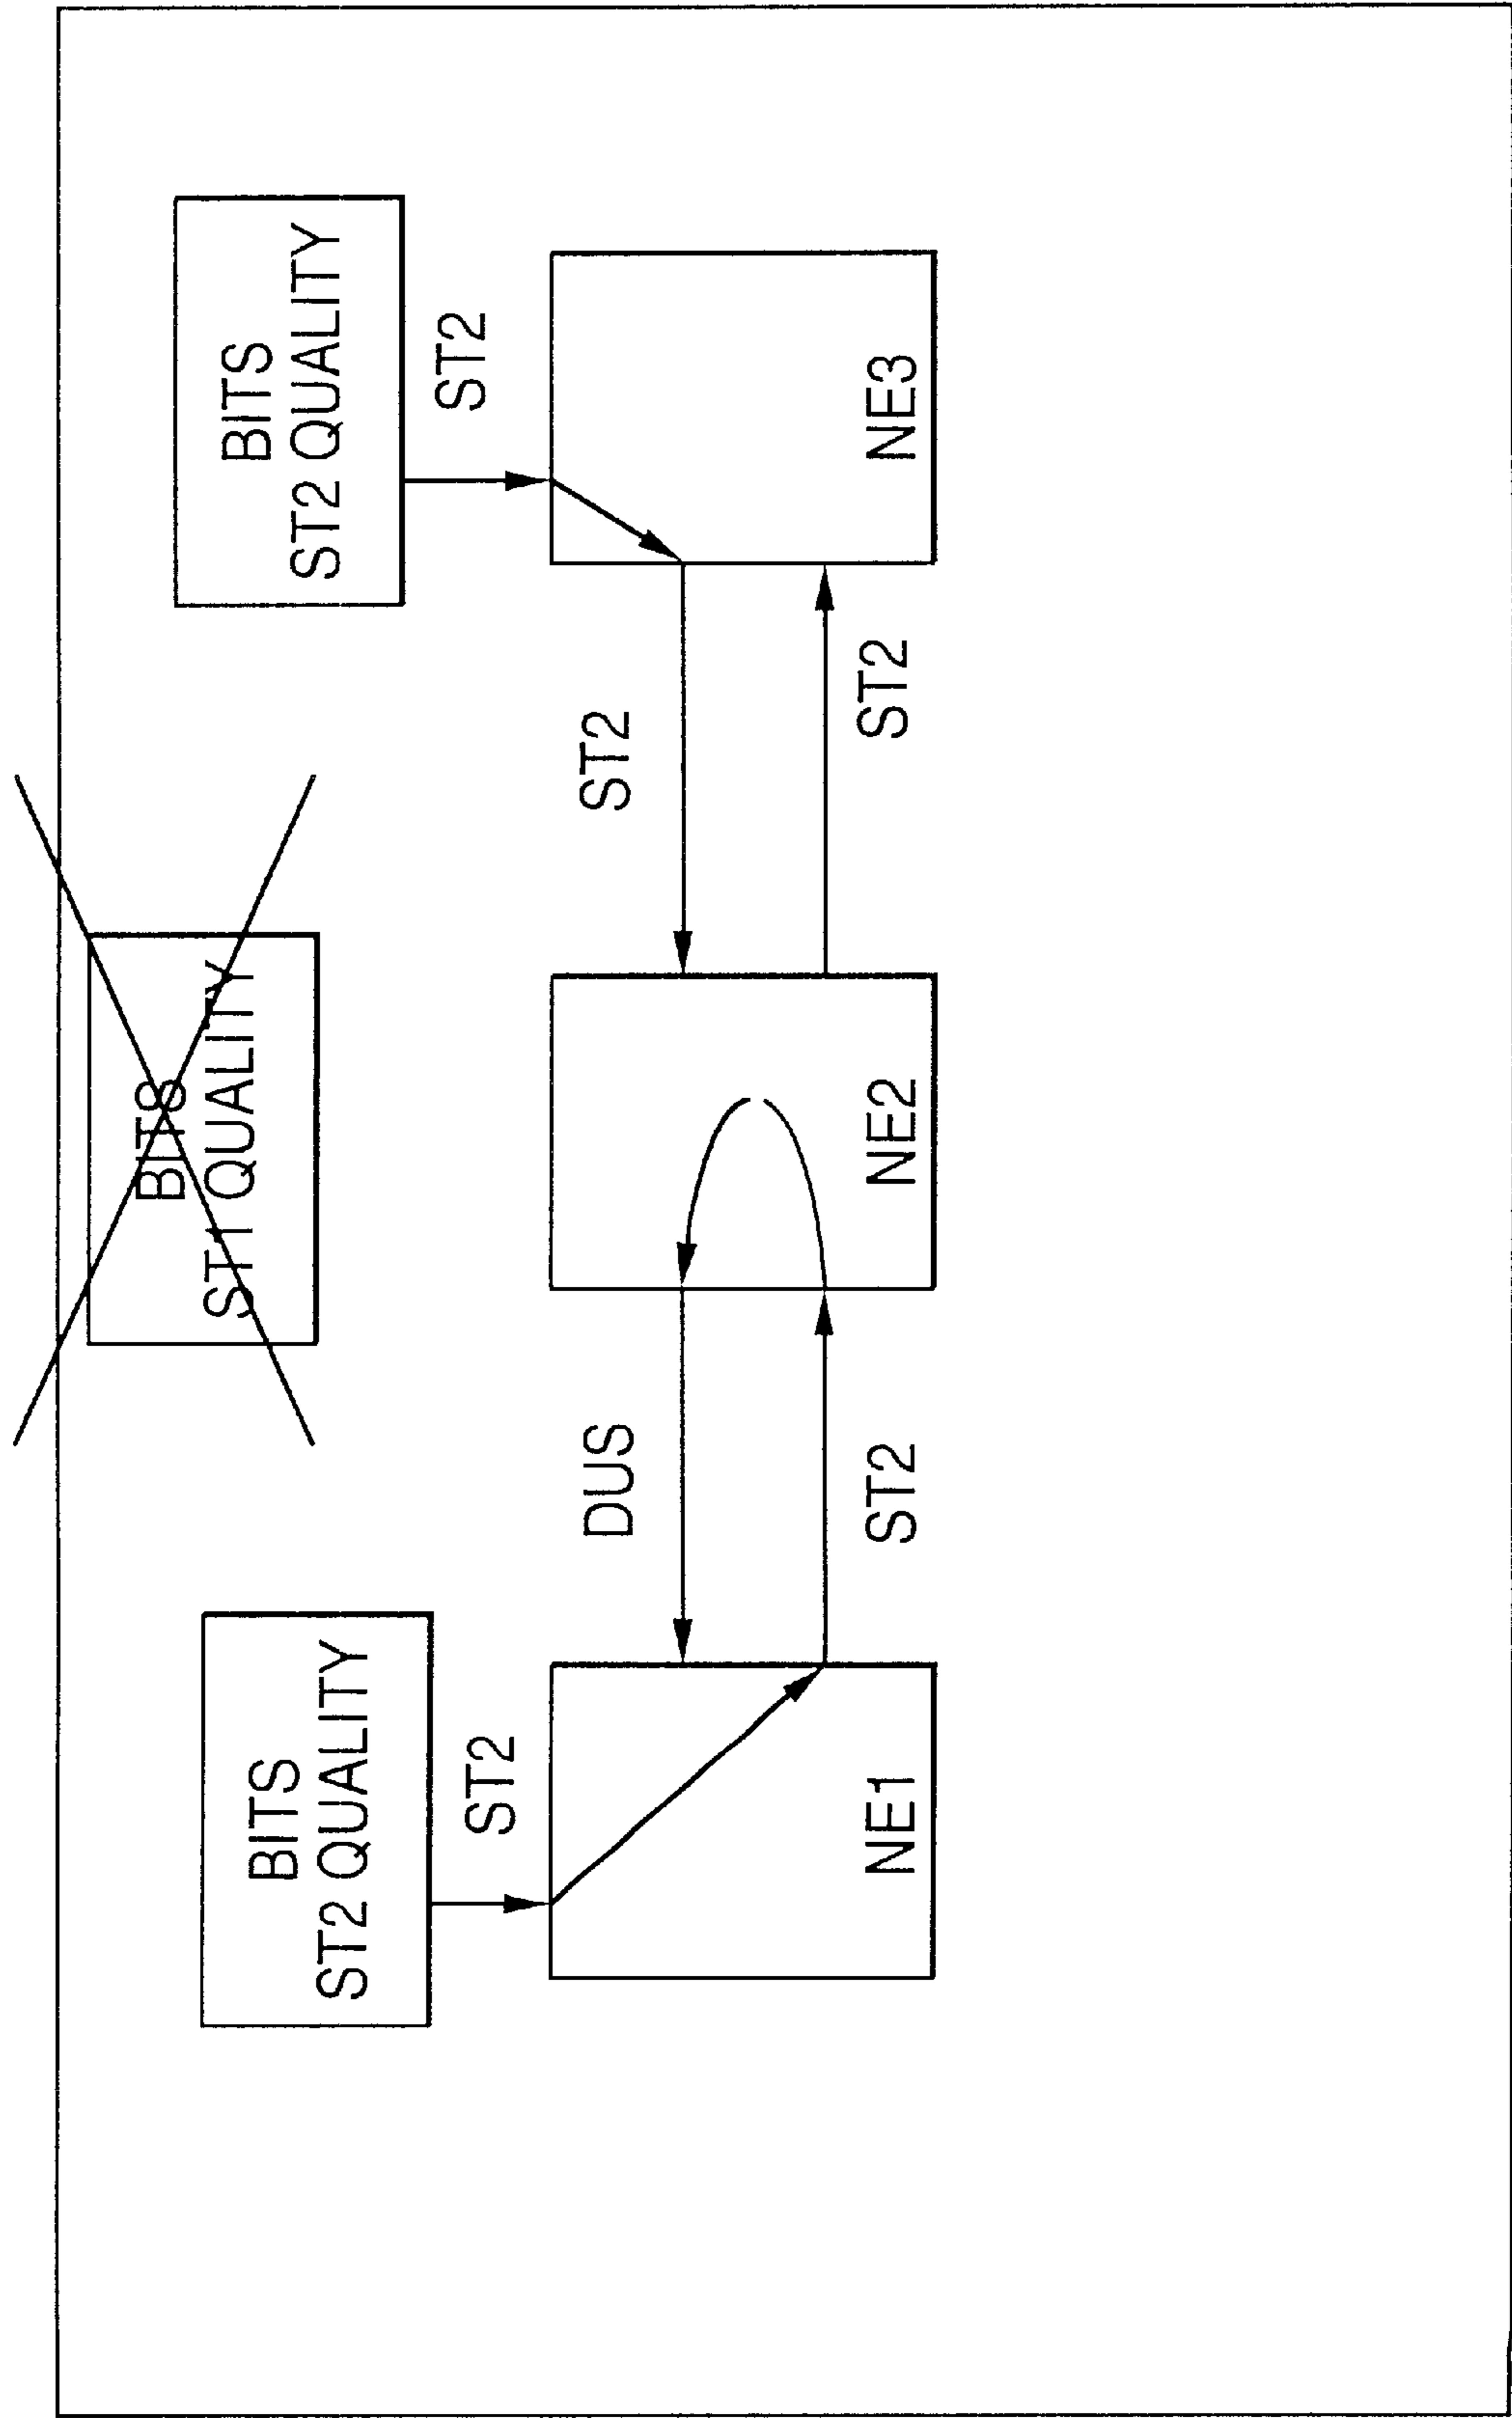 BITS
ST1 QUALITY
BITS
ST2 QUALITY
BITS
ST2 QUALITY
ST2
ST2
DUS
ST2
ST2
ST2
NE1
NE2
NE3